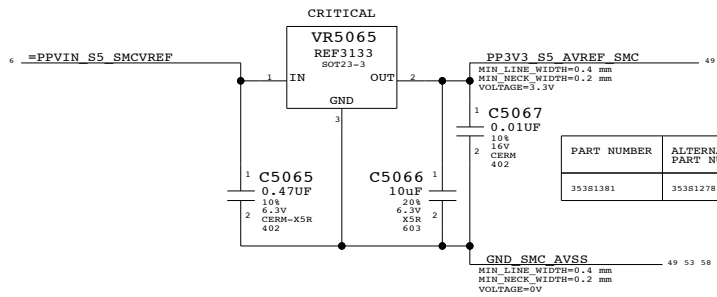 CRITICAL
VR5065
REF3133
SOT23-3
6 =PPVIN_S5_SMCVREF
1 IN
OUT 2
GND
3
PP3V3_S5_AVREF_SMC 49
MIN_LINE_WIDTH=0.4 mm
MIN_NECK_WIDTH=0.2 mm
VOLTAGE=3.3V
1
C5067
0.01UF
10%
16V
CERM
402
2
1
C5065
0.47UF
10%
6.3V
CERM-X5R
402
2
C5066
10uF
20%
6.3V
X5R
603
1
2
PART NUMBER
PART NU
353S1381
353S1278
GND_SMC_AVSS 49 53 58
MIN_LINE_WIDTH=0.4 mm
MIN_NECK_WIDTH=0.2 mm
VOLTAGE=0V